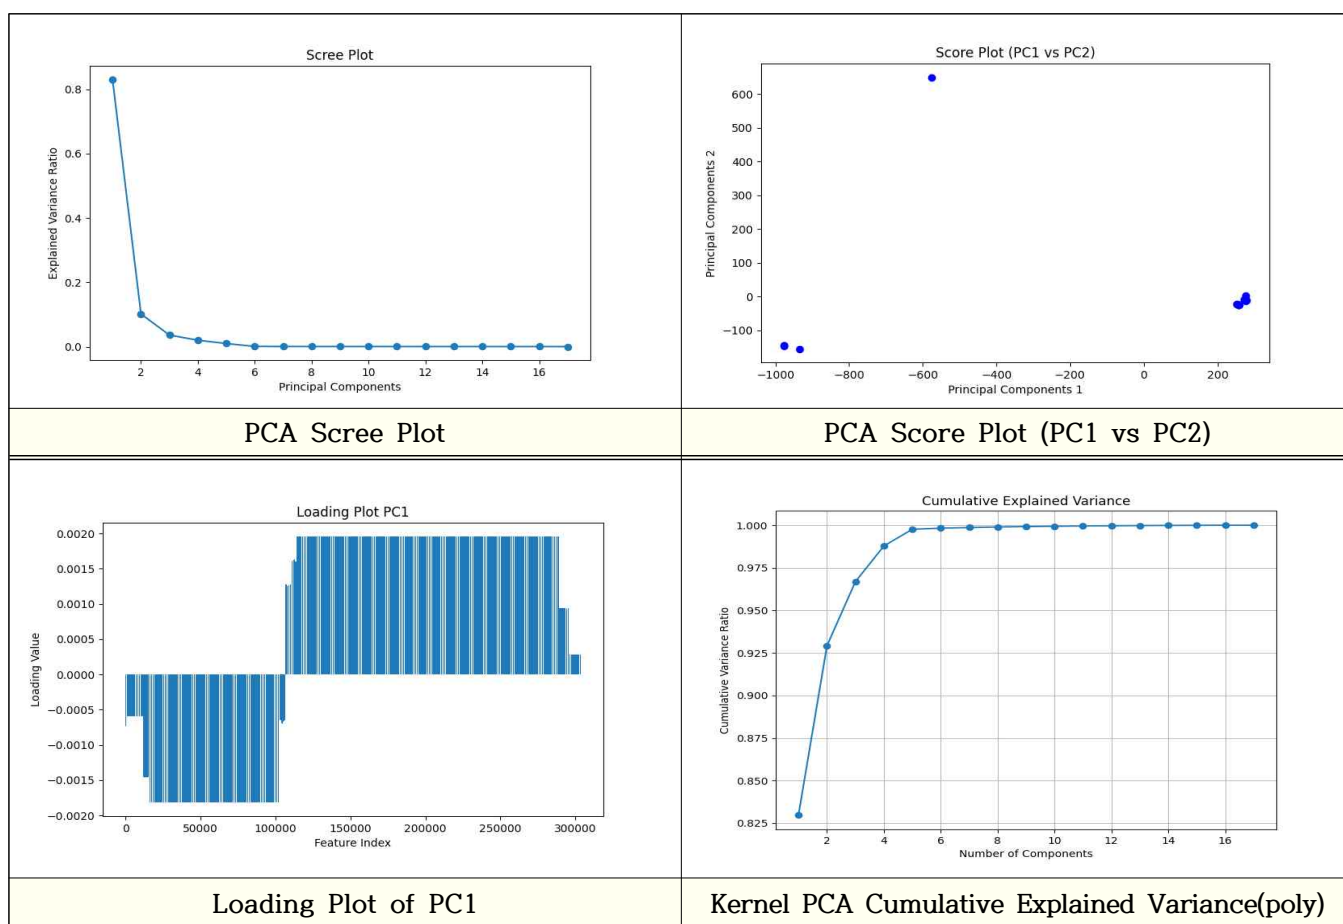 Scree Plot
Explained Variance Ratio
0.8
0.6
0.4
0.2
0.0
2 4 6 8 10 12 14 16
Principal Components
PCA Scree Plot
Score Plot (PC1 vs PC2)
Principal Components 2
600
500
400
300
200
100
0
−100
−1000 −800 −600 −400 −200 0 200
Principal Components 1
PCA Score Plot (PC1 vs PC2)
Loading Plot PC1
Loading Value
0.0020
0.0015
0.0010
0.0005
0.0000
−0.0005
−0.0010
−0.0015
−0.0020
0 50000 100000 150000 200000 250000 300000
Feature Index
Loading Plot of PC1
Cumulative Explained Variance
Cumulative Variance Ratio
1.000
0.975
0.950
0.925
0.900
0.875
0.850
0.825
2 4 6 8 10 12 14 16
Number of Components
Kernel PCA Cumulative Explained Variance(poly)